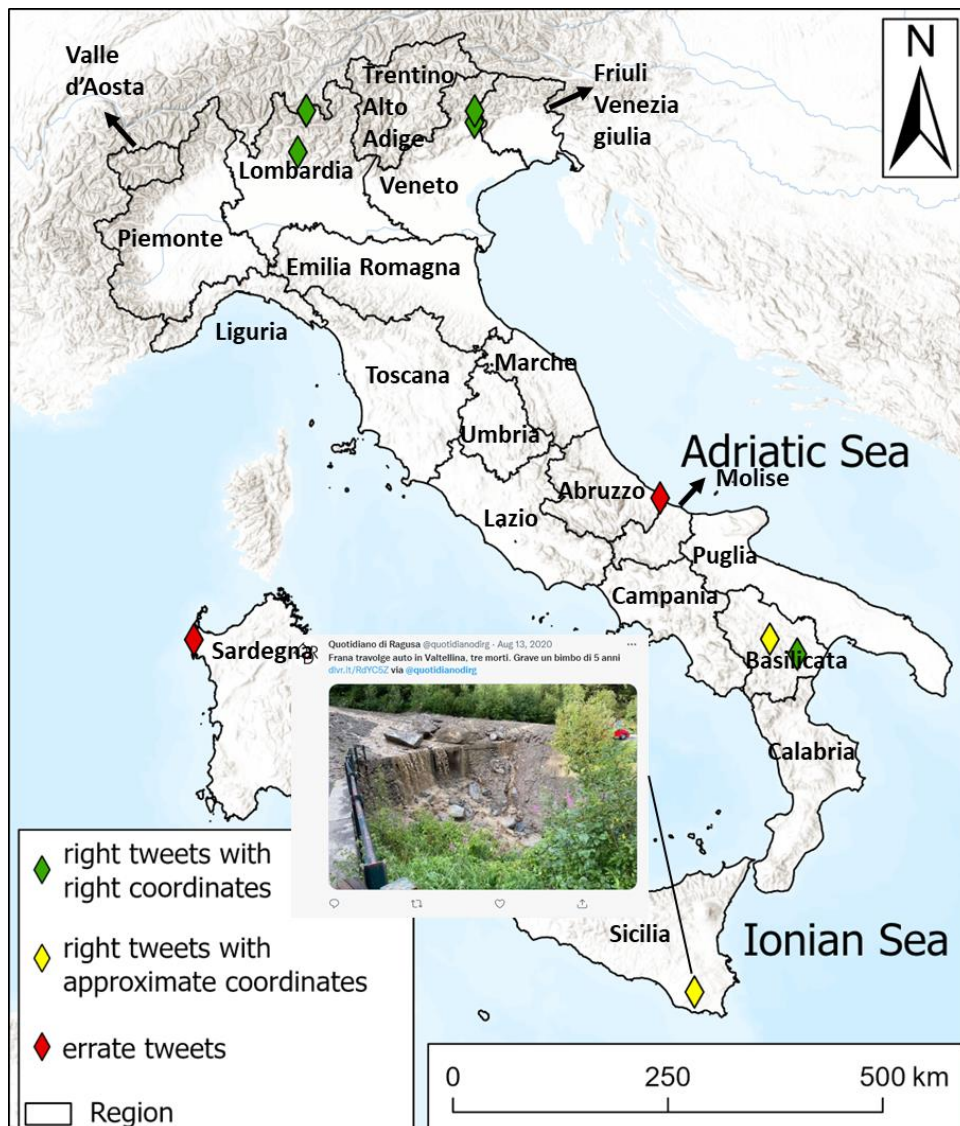 Valle
d'Aosta
Trentino
Alto
Adige
Friuli
Venezia
giulia
N
Lombardia
Veneto
Piemonte
Emilia Romagna
Liguria
Toscana
Marche
Umbria
Adriatic Sea
Molise
Abruzzo
Lazio
Puglia
Campania
Sardegna
Basilicata
Calabria
Quotidiano di Ragusa @quotidianodirg - Aug 13, 2020
Frana travolge auto in Valtellina, tre morti. Grave un bimbo di 5 anni
dlvr.it/RdYC5Z via @quotidianodirg
Sicilia
Ionian Sea
right tweets with
right coordinates
right tweets with
approximate coordinates
errate tweets
Region
0 250 500 km